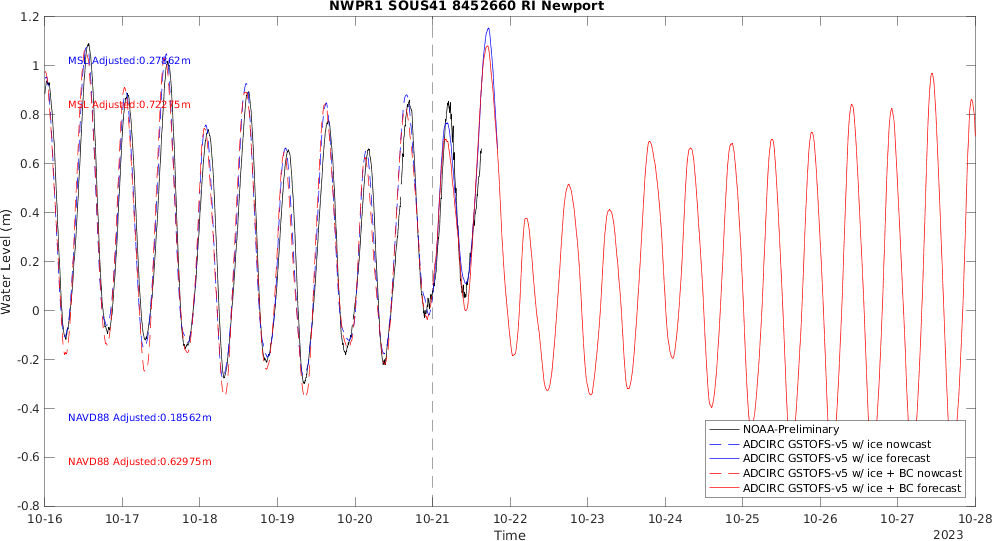 NWPR1 SOUS41 8452660 RI Newport
1.2
1
0.8
0.6
0.4
0.2
0
-0.2
-0.4
-0.6
-0.8
Water Level (m)
MSL Adjusted:0.27862m
MSL Adjusted:0.72275m
NAVD88 Adjusted:0.18562m
NAVD88 Adjusted:0.62975m
NOAA-Preliminary
ADCIRC GSTOFS-v5 w/ ice nowcast
ADCIRC GSTOFS-v5 w/ ice forecast
ADCIRC GSTOFS-v5 w/ ice + BC nowcast
ADCIRC GSTOFS-v5 w/ ice + BC forecast
10-16 10-17 10-18 10-19 10-20 10-21 10-22 10-23 10-24 10-25 10-26 10-27 10-28
Time
2023